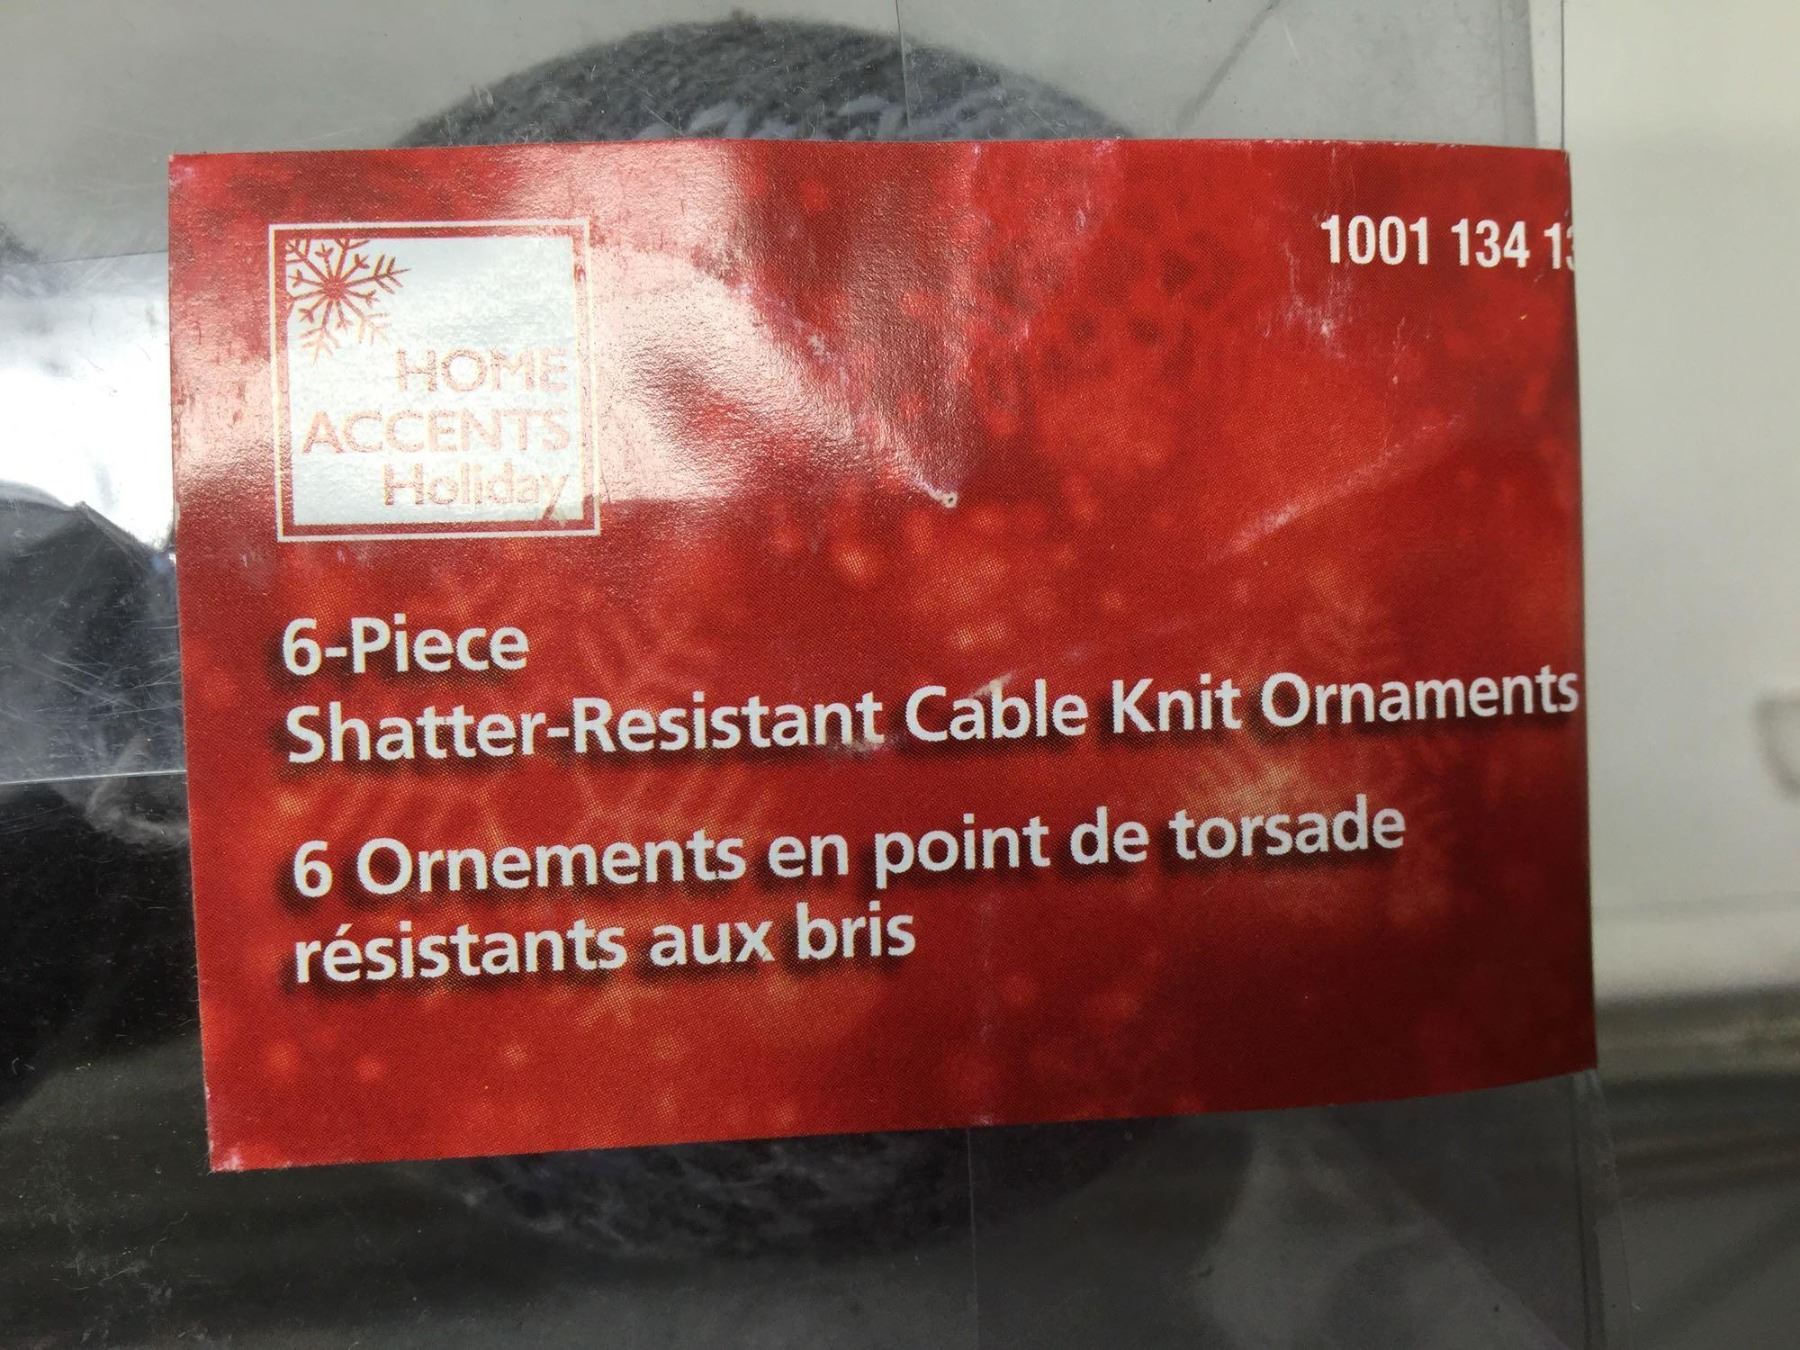 HOME
ACCENTS
Holiday
1001 134
6-Piece
Shatter-Resistant Cable Knit Ornaments
6 Ornements en point de torsade
résistants aux bris